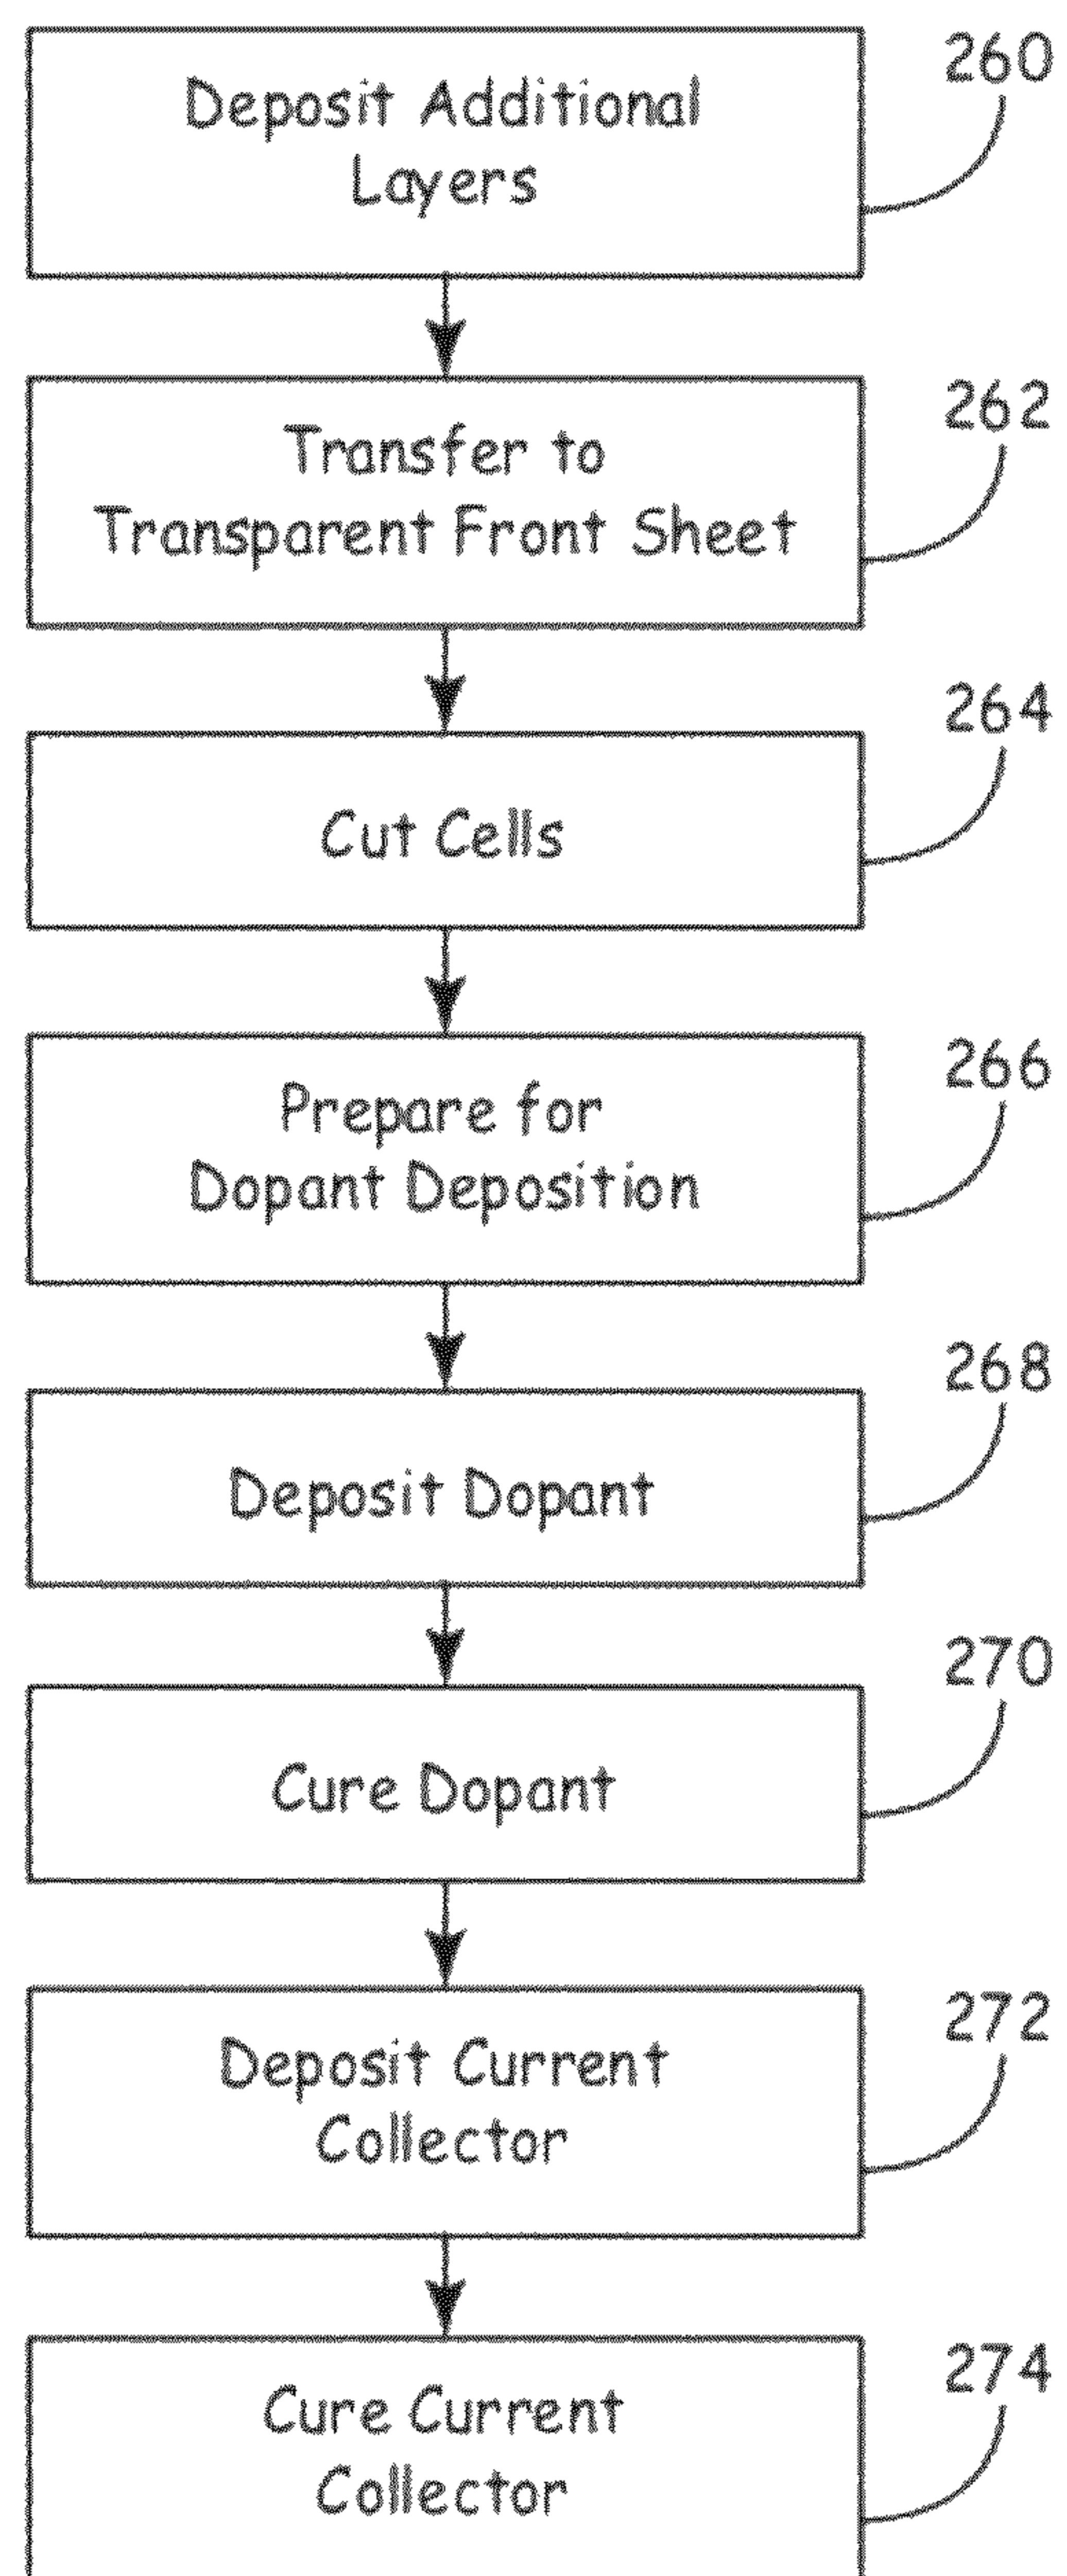 Deposit Additional
Layers
260
Transfer to
Transparent Front Sheet
262
Cut Cells
264
Prepare for
Dopant Deposition
266
Deposit Dopant
268
Cure Dopant
270
Deposit Current
Collector
272
Cure Current
Collector
274